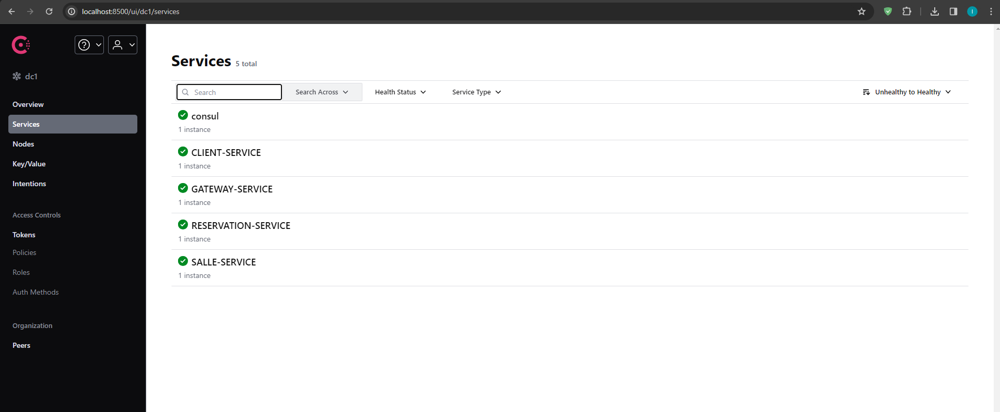 localhost:8500/ui/dc1/services
I
dc1
Overview
Services
Nodes
Key/Value
Intentions
Access Controls
Tokens
Policies
Roles
Auth Methods
Organization
Peers
Services 5 total
Search Search Across Health Status Service Type Unhealthy to Healthy
consul
1 instance
CLIENT-SERVICE
1 instance
GATEWAY-SERVICE
1 instance
RESERVATION-SERVICE
1 instance
SALLE-SERVICE
1 instance